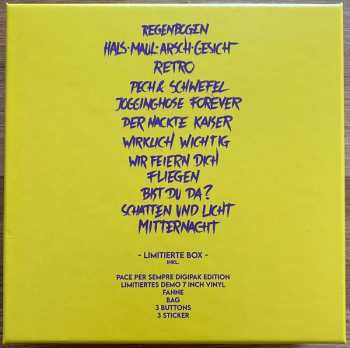 REGENBOGEN
HALS·MAUL·ARSCH·GESICHT
RETRO
PECH & SCHWEFEL
JOGGINGHOSE FOREVER
DER NACKTE KAISER
WIRKLICH WICHTIG
WIR FEIERN DICH
FLIEGEN
BIST DU DA?
SCHATTEN UND LICHT
MITTERNACHT
- LIMITIERTE BOX -
INKL.
PACE PER SEMPRE DIGIPAK EDITION
LIMITIERTES DEMO 7 INCH VINYL
FAHNE
BAG
3 BUTTONS
3 STICKER